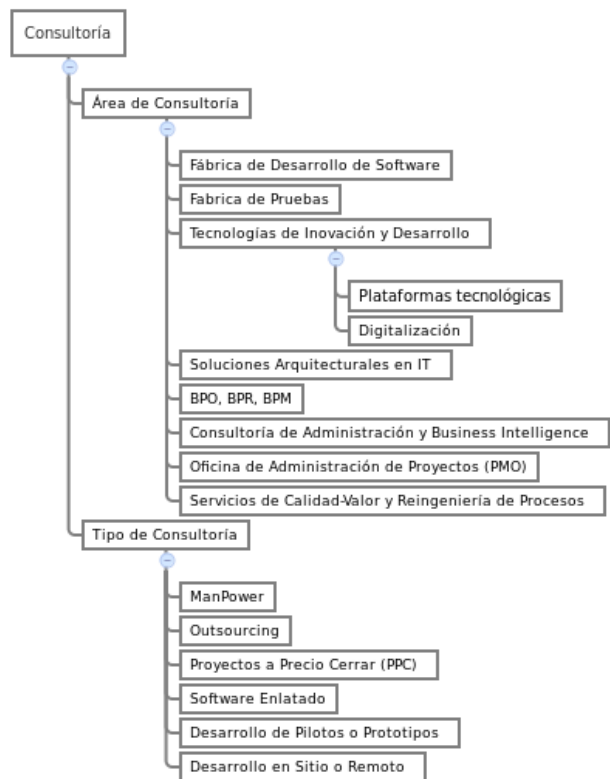 Consultoría
Área de Consultoría
Fábrica de Desarrollo de Software
Fabrica de Pruebas
Tecnologías de Inovación y Desarrollo
Plataformas tecnológicas
Digitalización
Soluciones Arquitecturales en IT
BPO, BPR, BPM
Consultoría de Administración y Business Intelligence
Oficina de Administración de Proyectos (PMO)
Servicios de Calidad-Valor y Reingeniería de Procesos
Tipo de Consultoría
ManPower
Outsourcing
Proyectos a Precio Cerrar (PPC)
Software Enlatado
Desarrollo de Pilotos o Prototipos
Desarrollo en Sitio o Remoto